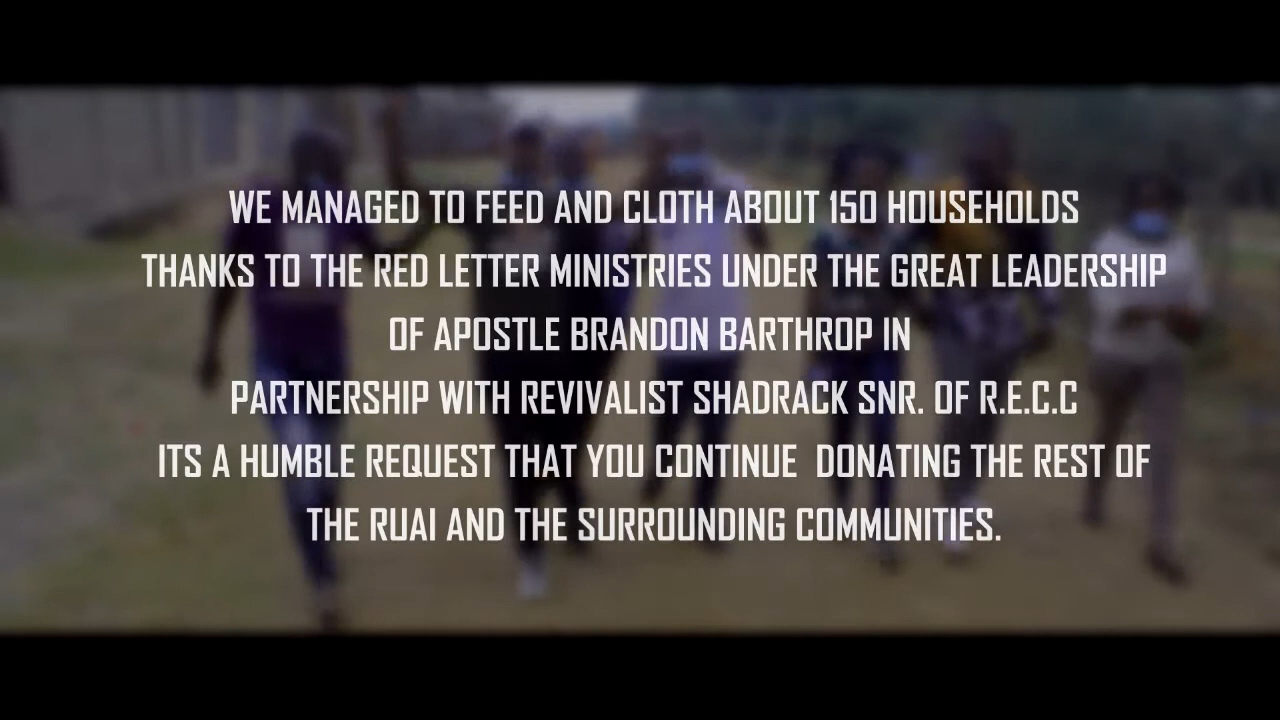 WE MANAGED TO FEED AND CLOTH ABOUT 150 HOUSEHOLDS
THANKS TO THE RED LETTER MINISTRIES UNDER THE GREAT LEADERSHIP
OF APOSTLE BRANDON BARTHROP IN
PARTNERSHIP WITH REVIVALIST SHADRACK SNR. OF R.E.C.C
ITS A HUMBLE REQUEST THAT YOU CONTINUE  DONATING THE REST OF
THE RUAI AND THE SURROUNDING COMMUNITIES.